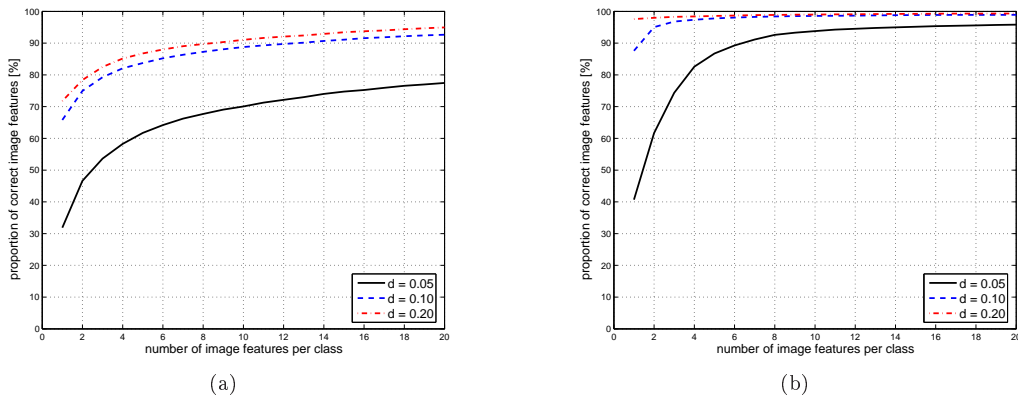 100
90
80
70
60
50
40
30
20
10
0
proportion of correct image features [%]
0 2 4 6 8 10 12 14 16 18 20
number of image features per class
d = 0.05
d = 0.10
d = 0.20
(a)
100
90
80
70
60
50
40
30
20
10
0
proportion of correct image features [%]
0 2 4 6 8 10 12 14 16 18 20
number of image features per class
d = 0.05
d = 0.10
d = 0.20
(b)